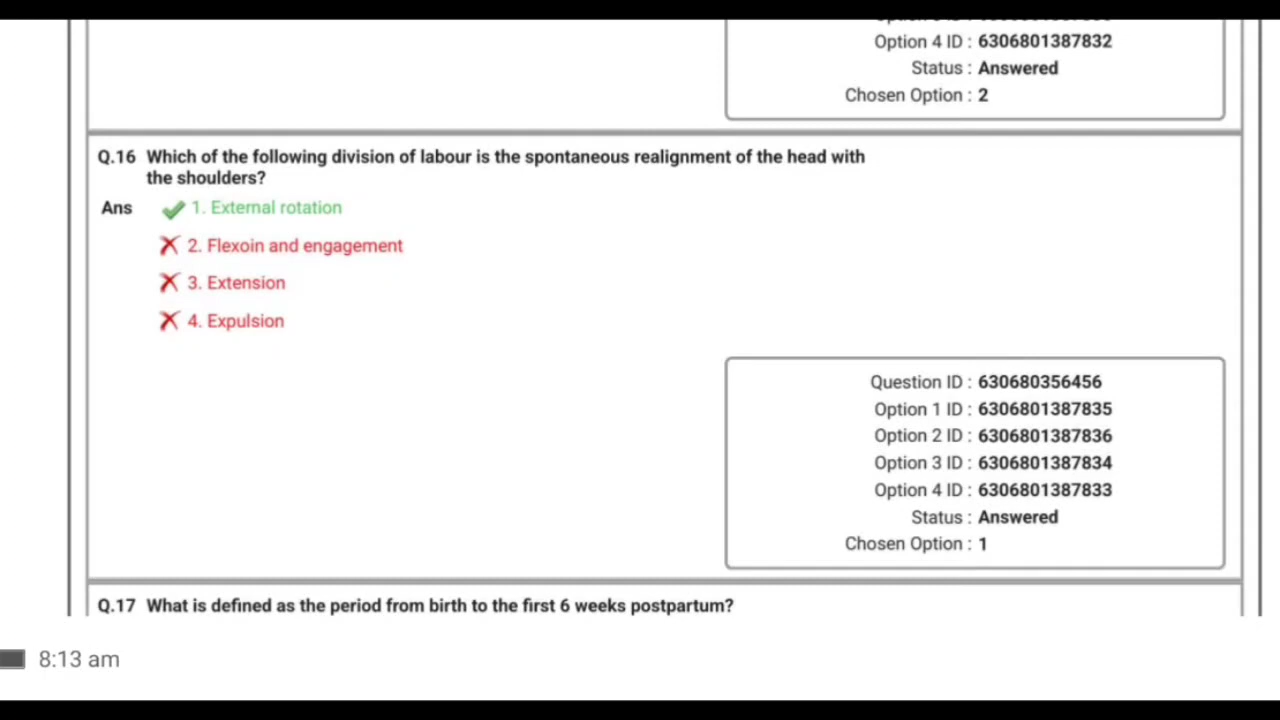 Option 4 ID : 6306801387832
Status : Answered
Chosen Option : 2
Q.16 Which of the following division of labour is the spontaneous realignment of the head with
the shoulders?
Ans 1. External rotation
2. Flexoin and engagement
3. Extension
4. Expulsion
Question ID : 630680356456
Option 1 ID : 6306801387835
Option 2 ID : 6306801387836
Option 3 ID : 6306801387834
Option 4 ID : 6306801387833
Status : Answered
Chosen Option : 1
Q.17 What is defined as the period from birth to the first 6 weeks postpartum?
8:13 am